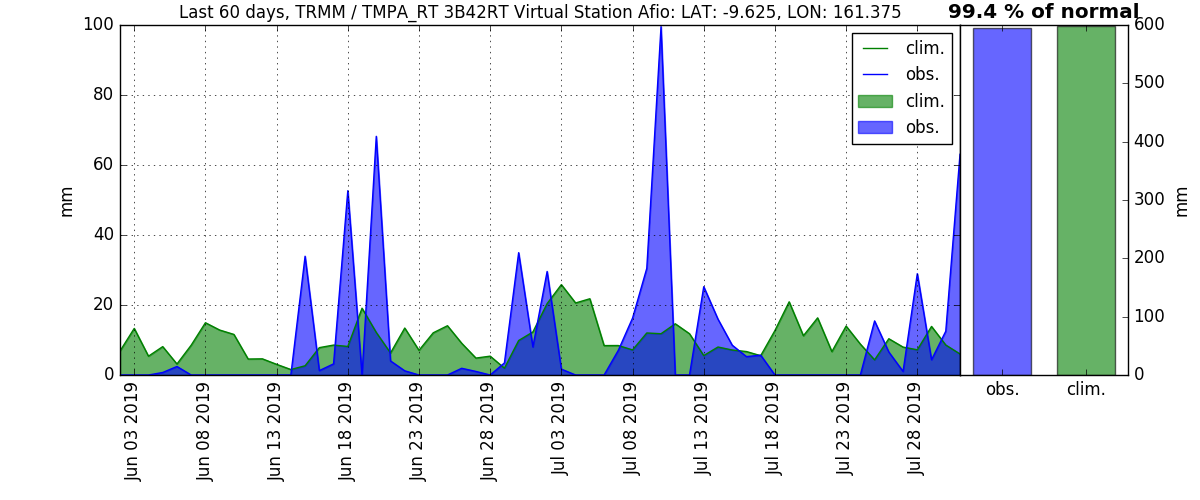 Last 60 days, TRMM / TMPA_RT 3B42RT Virtual Station Afio: LAT: -9.625, LON: 161.375
99.4 % of normal
100
80
60
40
20
0
mm
clim.
obs.
clim.
obs.
600
500
400
300
200
100
0
mm
Jun 03 2019
Jun 08 2019
Jun 13 2019
Jun 18 2019
Jun 23 2019
Jun 28 2019
Jul 03 2019
Jul 08 2019
Jul 13 2019
Jul 18 2019
Jul 23 2019
Jul 28 2019
obs.
clim.